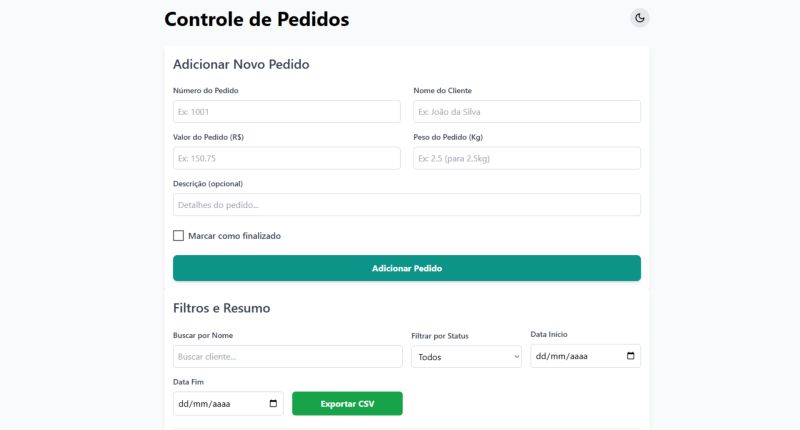 Controle de Pedidos
Adicionar Novo Pedido
Número do Pedido
Nome do Cliente
Ex: 1001
Ex: João da Silva
Valor do Pedido (R$)
Peso do Pedido (Kg)
Ex: 150.75
Ex: 2.5 (para 2,5kg)
Descrição (opcional)
Detalhes do pedido...
Marcar como finalizado
Adicionar Pedido
Filtros e Resumo
Buscar por Nome
Filtrar por Status
Data Início
Buscar cliente...
Todos
dd/mm/aaaa
Data Fim
dd/mm/aaaa
Exportar CSV